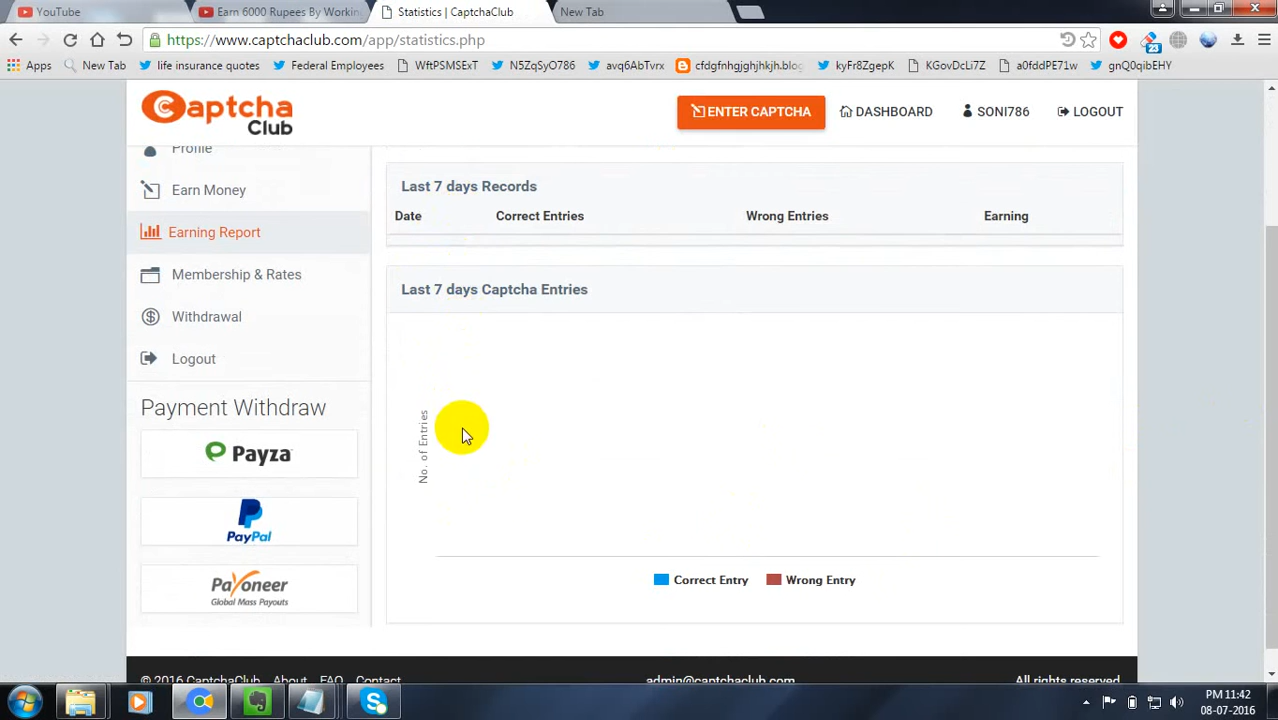 YouTube
Earn 6000 Rupees By Workin
Statistics | CaptchaClub
New Tab
https://www.captchaclub.com/app/statistics.php
23
Apps
New Tab
life insurance quotes
Federal Employees
WftPSMSExT
N5ZqSyO786
avq6AbTvrx
cfdgfnhgjghjhkjh.blog
kyFr8ZgepK
KGovDcLi7Z
a0fddPE71w
gnQ0qibEHY
Captcha
Club
ENTER CAPTCHA
DASHBOARD
SONI786
LOGOUT
Profile
Earn Money
Earning Report
Membership & Rates
Withdrawal
Logout
Payment Withdraw
Payza
PayPal
Payoneer
Global Mass Payouts
Last 7 days Records
Date Correct Entries Wrong Entries Earning
Last 7 days Captcha Entries
No. of Entries
Correct Entry Wrong Entry
© 2016 CaptchaClub About FAQ Contact admin@captchaclub.com All rights reserved
PM 11:42
08-07-2016